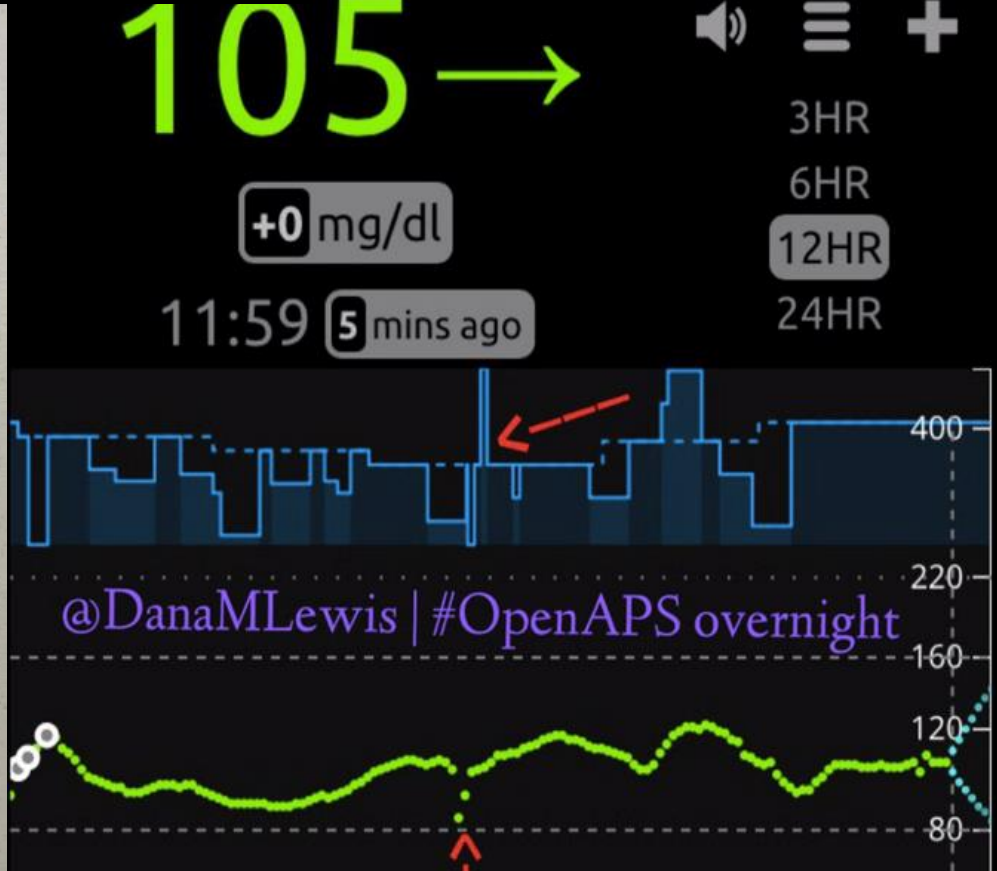 105→
3HR
6HR
+0 mg/dl
12HR
11:59 5 mins ago
24HR
400
220
@DanaMLewis | #OpenAPS overnight
160
120
80